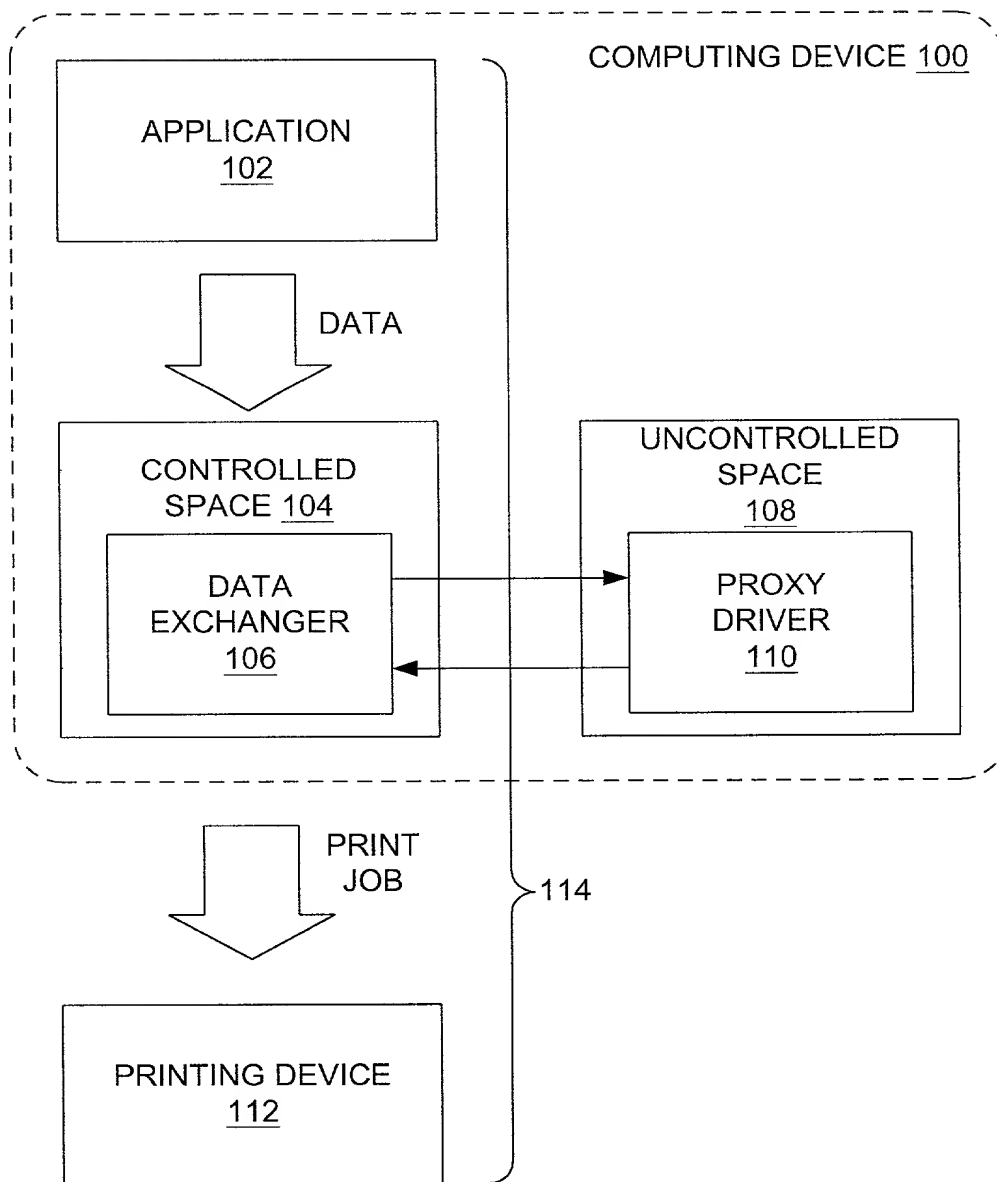 COMPUTING DEVICE 100
APPLICATION
102
DATA
CONTROLLED
SPACE 104
DATA
EXCHANGER
106
UNCONTROLLED
SPACE
108
PROXY
DRIVER
110
PRINT
JOB
114
PRINTING DEVICE
112